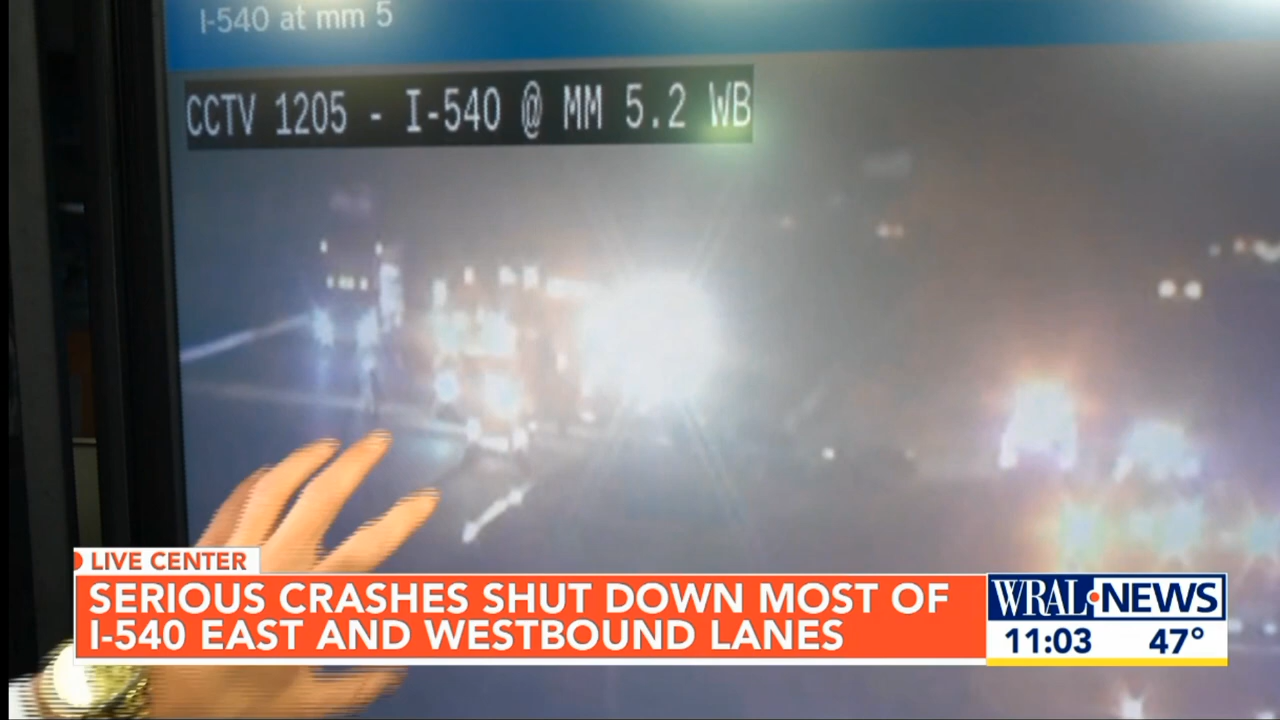 I-540 at mm 5
CCTV 1205 - I-540 @ MM 5.2 WB
LIVE CENTER
SERIOUS CRASHES SHUT DOWN MOST OF
I-540 EAST AND WESTBOUND LANES
WRAL NEWS
11:03 47°